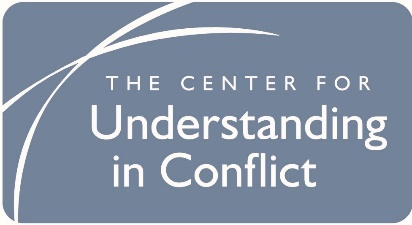 THE CENTER FOR
Understanding
in Conflict